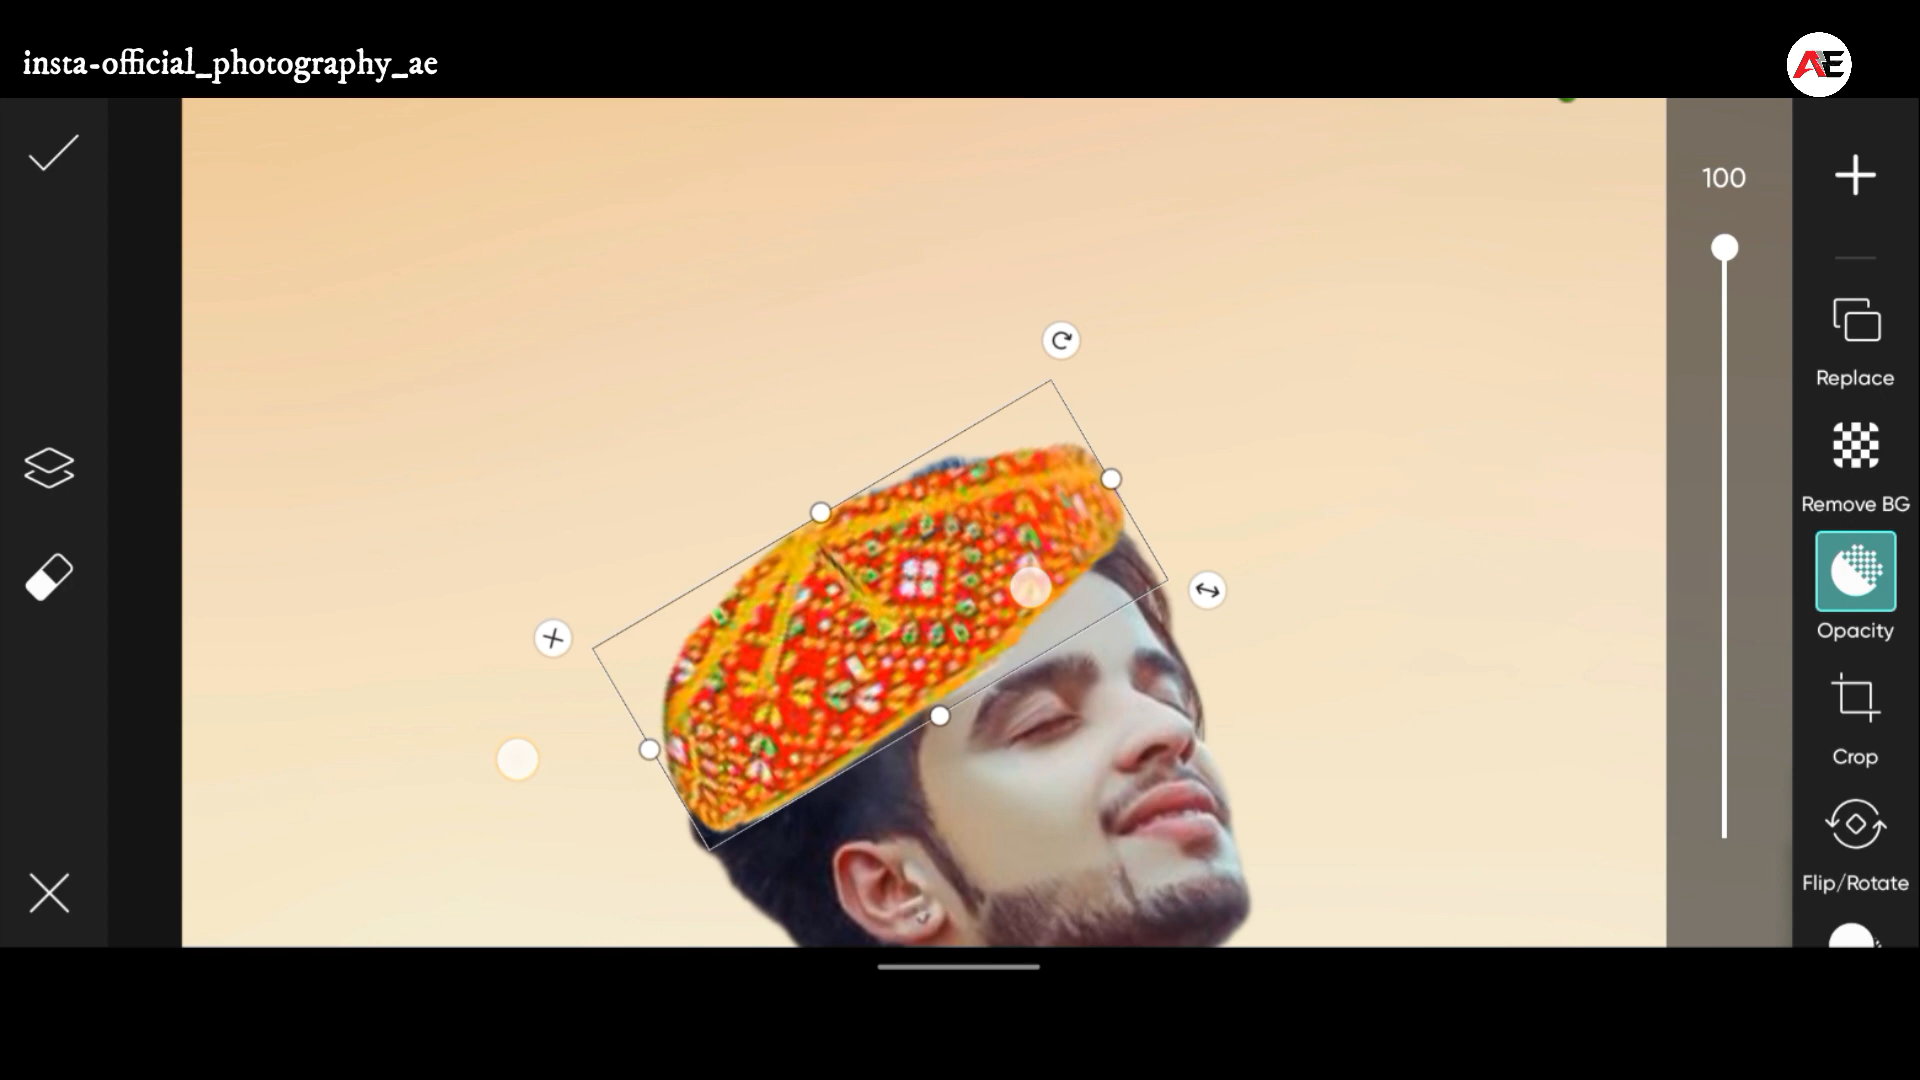 insta-official_photography_ae
AE
100
Replace
Remove BG
Opacity
Crop
Flip/Rotate